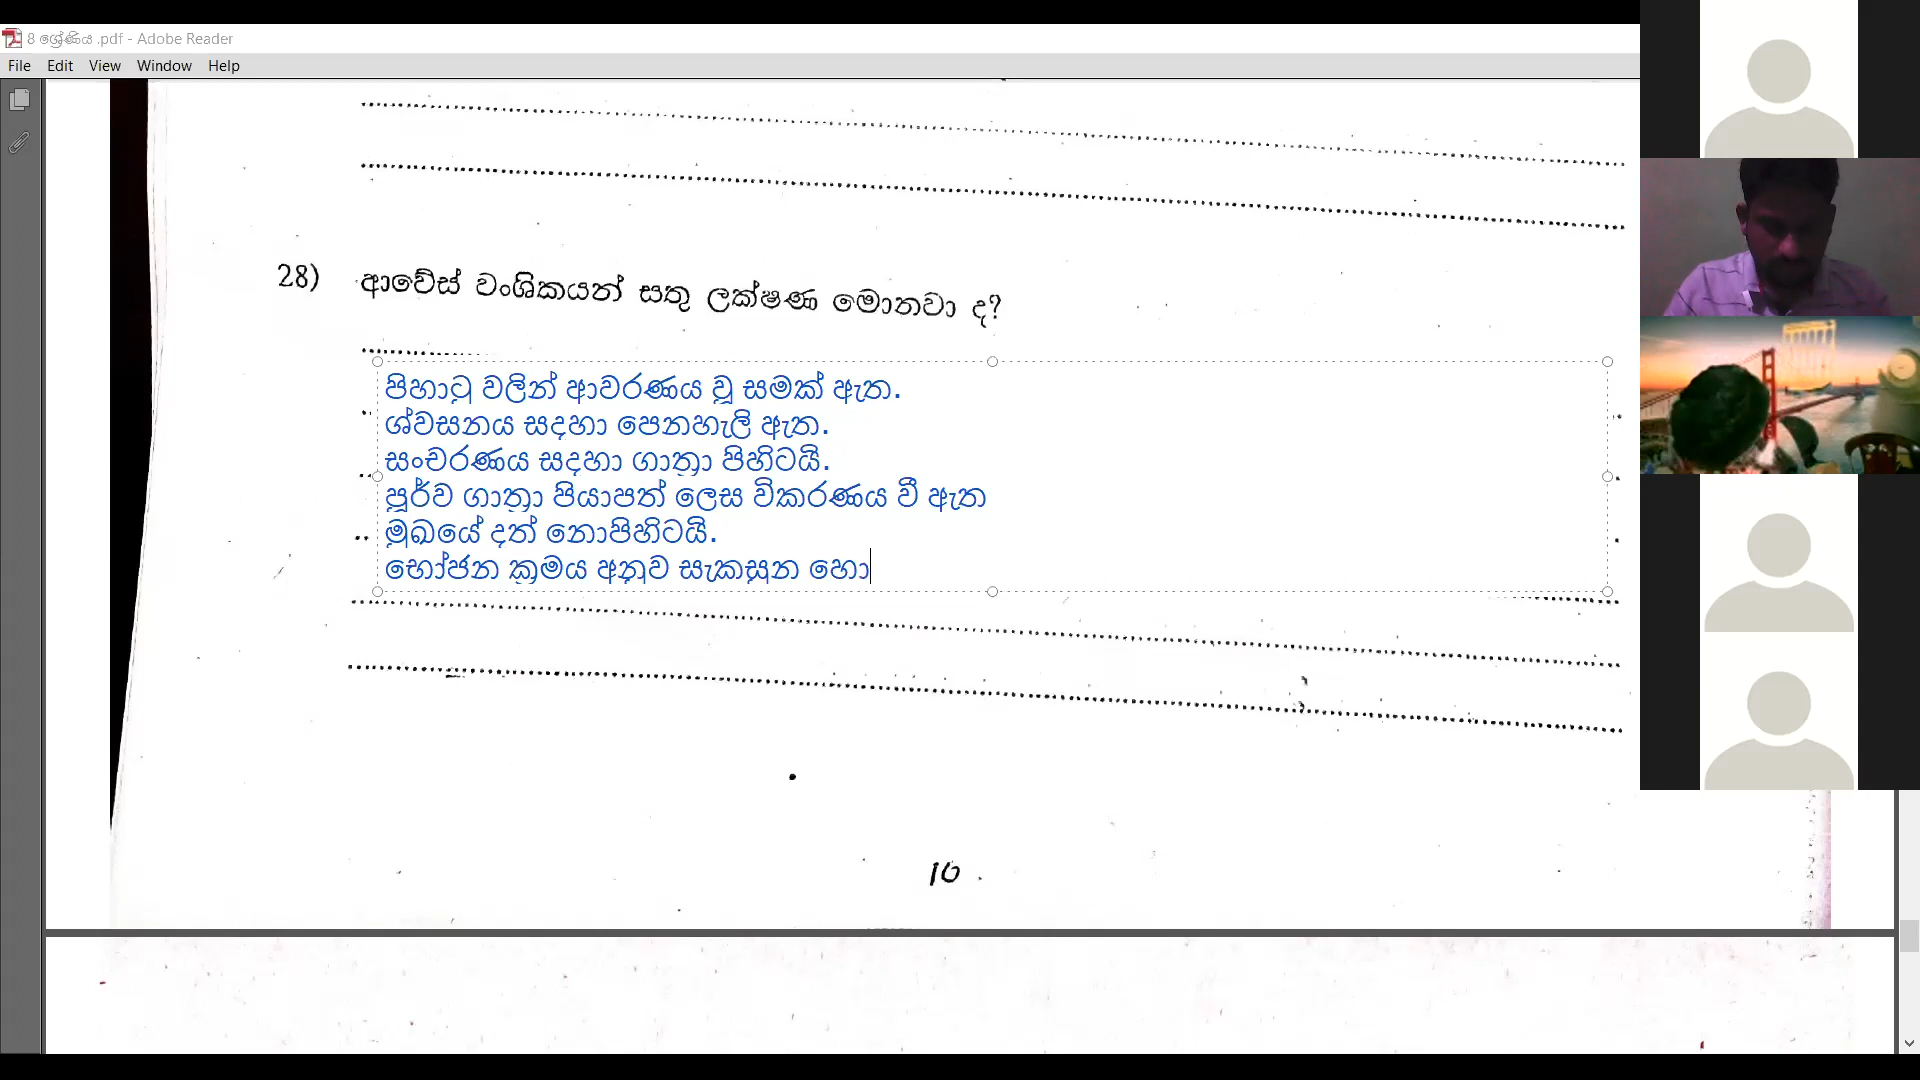 8 ශ්‍රේණිය .pdf - Adobe Reader
File Edit View Window Help
28) ආවේස් වංශිකයන් සතු ලක්ෂණ මොනවා ද?
පිහාටු වලින් ආවරණය වූ සමක් ඇත.
ශ්වසනය සදහා පෙනහැලි ඇත.
සංචරණය සදහා ගාත්‍රා පිහිටයි.
පූර්ව ගාත්‍රා පියාපත් ලෙස විකරණය වී ඇත
මුඛයේ දත් නොපිහිටයි.
භෝජන ක්‍රමය අනුව සැකසුන හො
10